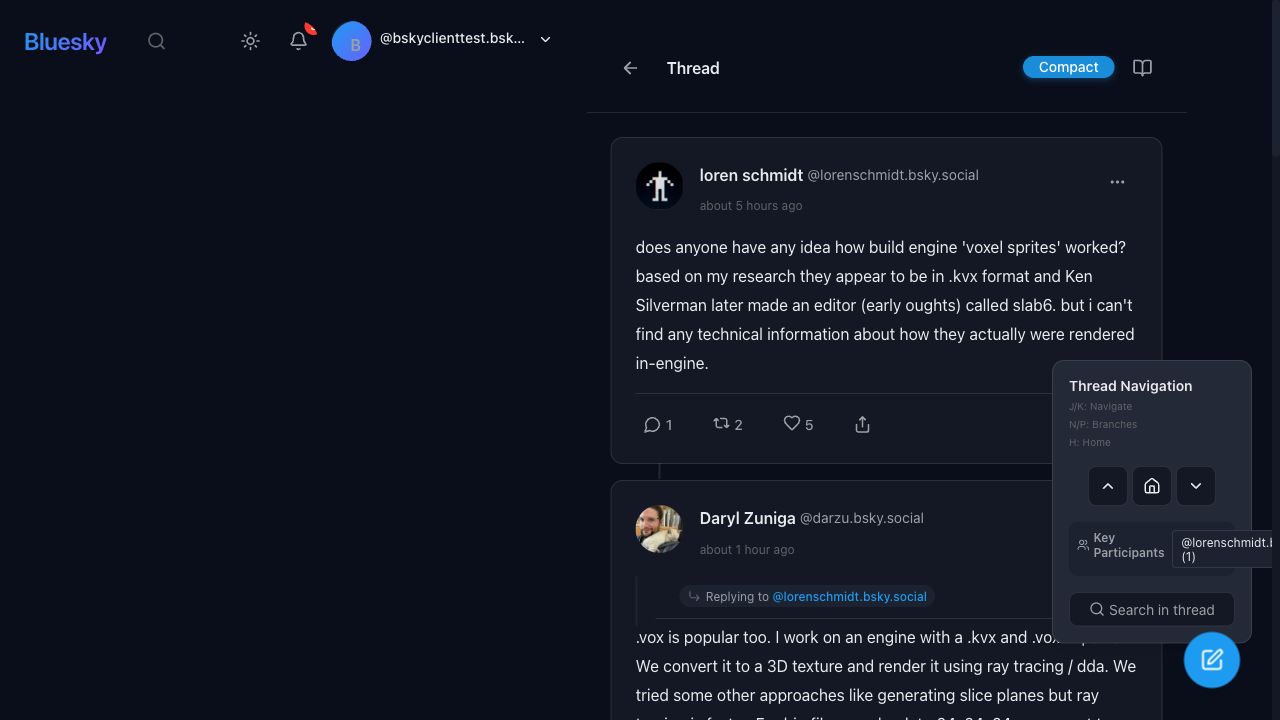 Bluesky
B
@bskyclienttest.bsk...
Thread
Compact
loren schmidt @lorenschmidt.bsky.social
about 5 hours ago
does anyone have any idea how build engine 'voxel sprites' worked?
based on my research they appear to be in .kvx format and Ken
Silverman later made an editor (early oughts) called slab6. but i can't
find any technical information about how they actually were rendered
in-engine.
1 2 5
Thread Navigation
J/K: Navigate
N/P: Branches
H: Home
Key
Participants
@lorenschmidt.b
(1)
Search in thread
Daryl Zuniga @darzu.bsky.social
about 1 hour ago
Replying to @lorenschmidt.bsky.social
.vox is popular too. I work on an engine with a .kvx and .vox
We convert it to a 3D texture and render it using ray tracing / dda. We
tried some other approaches like generating slice planes but ray